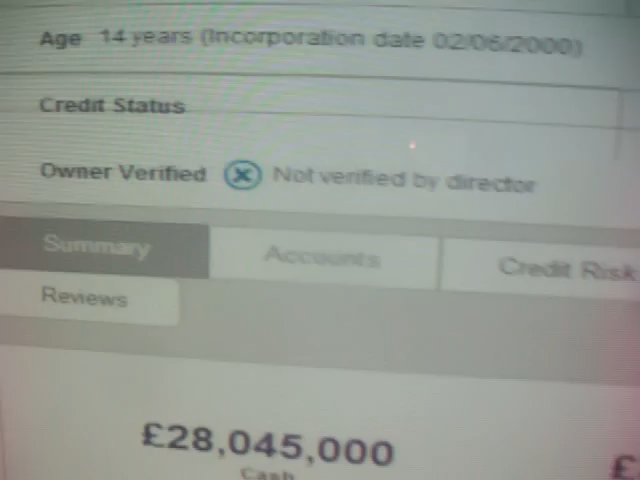 Age 14 years (Incorporation date 02/06/2000)
Credit Status
Owner Verified Not verified by director
Summary Accounts Credit Risk
Reviews
£28,045,000 £
Cash